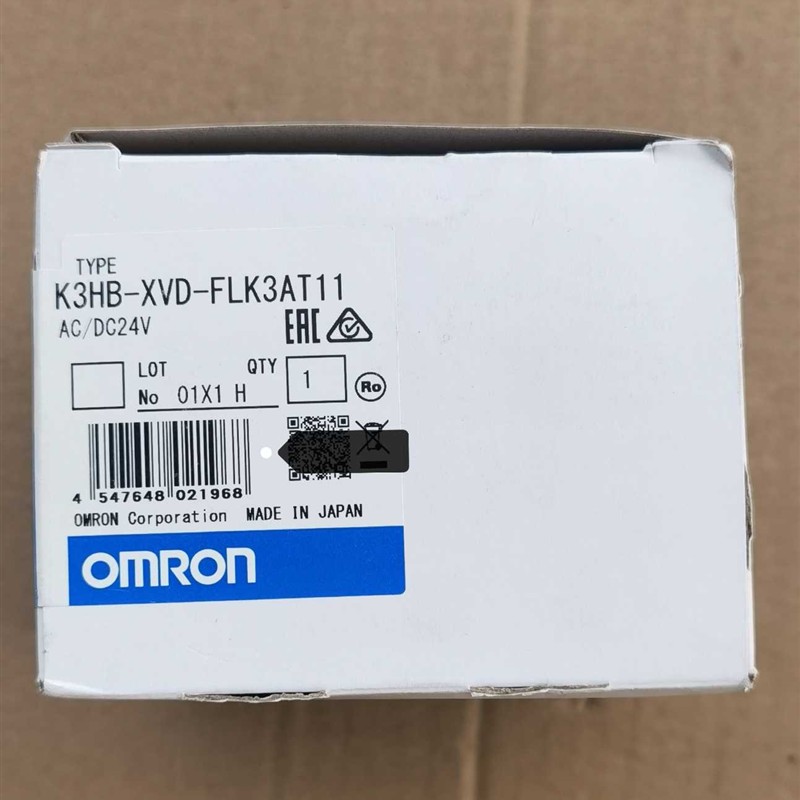 TYPE
K3HB-XVD-FLK3AT11
AC/DC24V
EAC
LOT
No 01X1 H
QTY
1
Ro
4 547648 021968
OMRON Corporation MADE IN JAPAN
OMRON